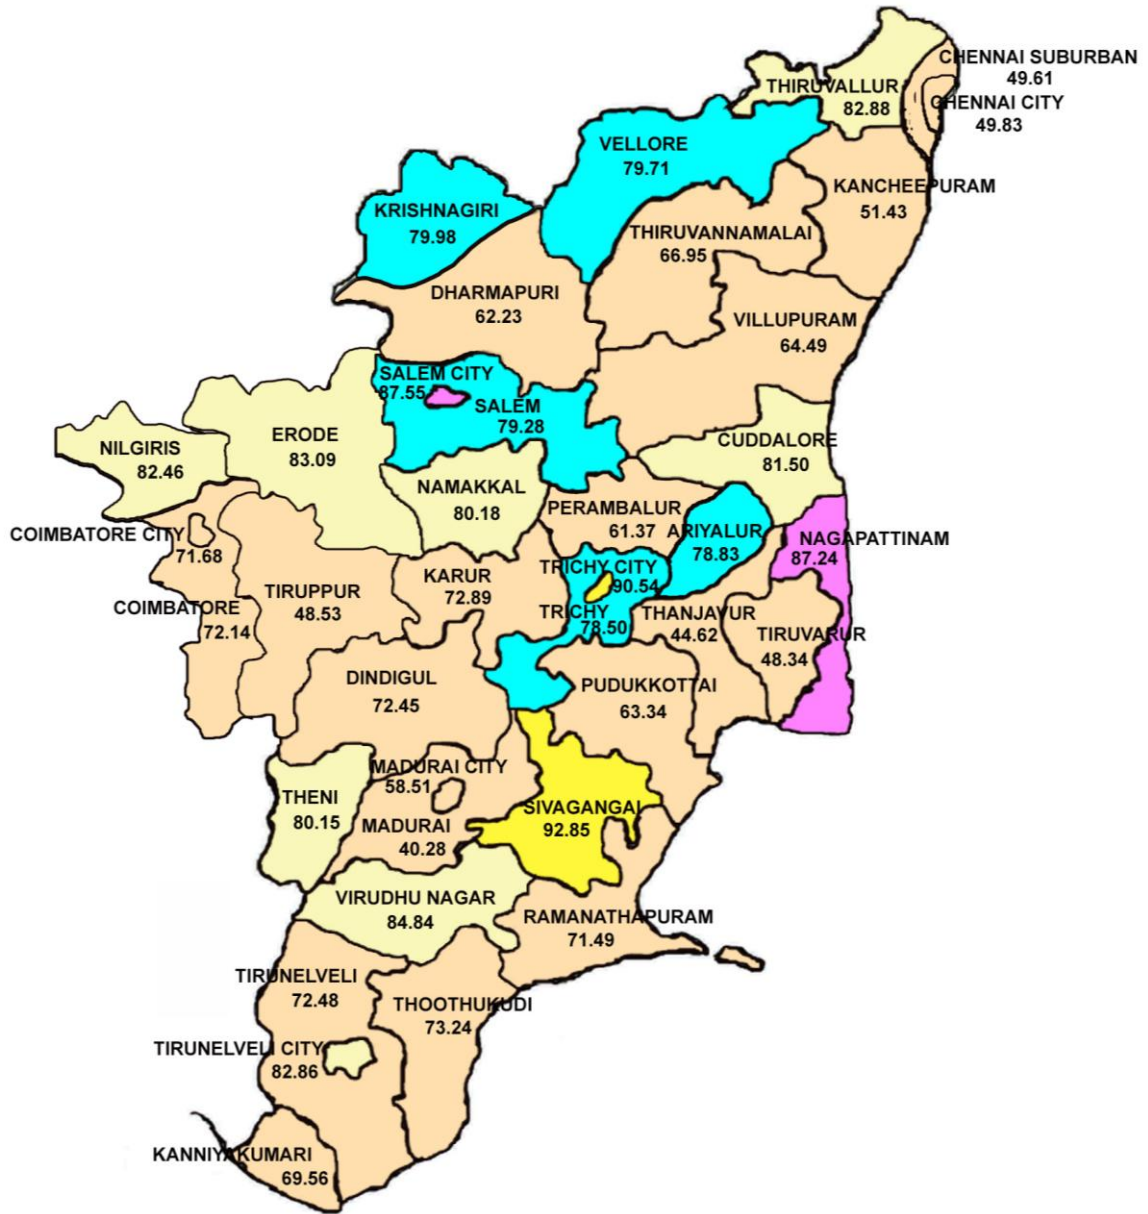 CHENNAI SUBURBAN
49.61
THIRUVALLUR
82.88
CHENNAI CITY
49.83
VELLORE
79.71
KANCHEEPURAM
51.43
KRISHNAGIRI
79.98
THIRUVANNAMALAI
66.95
DHARMAPURI
62.23
VILLUPURAM
64.49
SALEM CITY
87.55
SALEM
79.28
ERODE
83.09
NILGIRIS
82.46
CUDDALORE
81.50
NAMAKKAL
80.18
PERAMBALUR
61.37
ARIYALUR
78.83
NAGAPATTINAM
87.24
COIMBATORE CITY
71.68
TRICHY CITY
90.54
KARUR
72.89
TIRUPPUR
48.53
COIMBATORE
72.14
TRICHY
78.50
THANJAVUR
44.62
TIRUVARUR
48.34
DINDIGUL
72.45
PUDUKKOTTAI
63.34
MADURAI CITY
58.51
THENI
80.15
SIVAGANGAI
92.85
MADURAI
40.28
VIRUDHU NAGAR
84.84
RAMANATHAPURAM
71.49
TIRUNELVELI
72.48
THOOTHUKUDI
73.24
TIRUNELVELI CITY
82.86
KANNIYAKUMARI
69.56